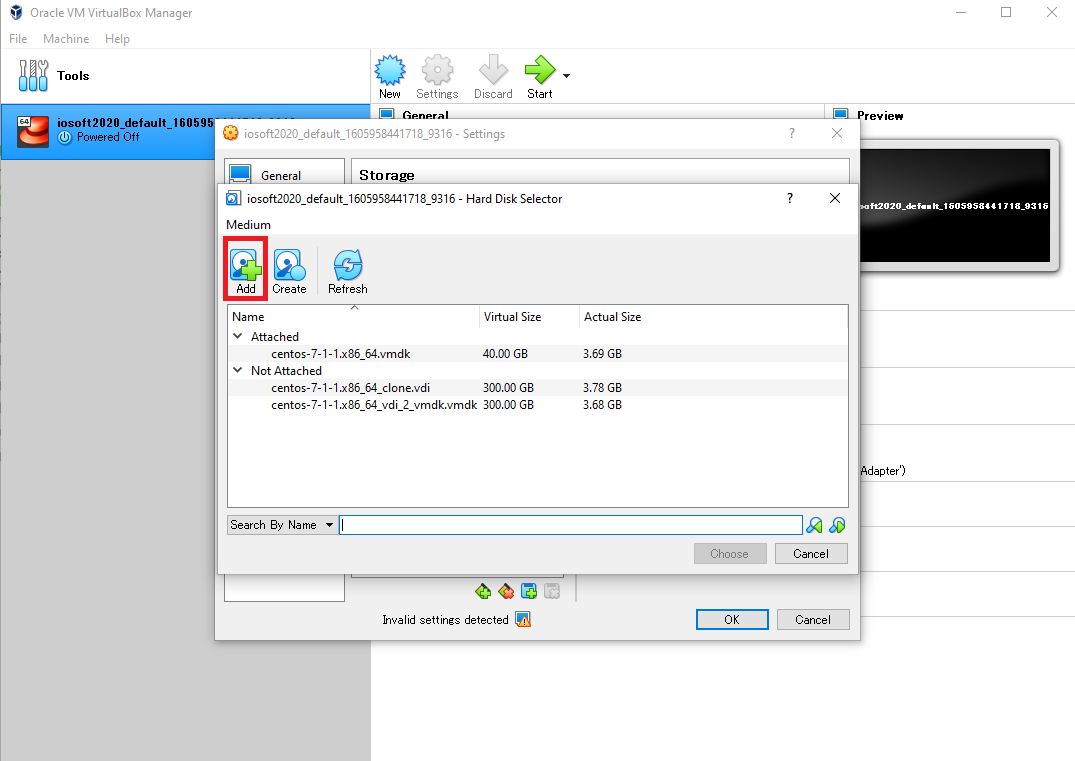 Oracle VM VirtualBox Manager
File Machine Help
Tools
New Settings Discard Start
64
iosoft2020_default_1605958441718_9316
Powered Off
General
Preview
iosoft2020_default_1605958441718_9316 - Settings
?
General
Storage
iosoft2020_default_1605958441718_9316
iosoft2020_default_1605958441718_9316 - Hard Disk Selector
?
Medium
Add Create Refresh
Name Virtual Size Actual Size
Attached
centos-7-1-1.x86_64.vmdk 40.00 GB 3.69 GB
Not Attached
centos-7-1-1.x86_64_clone.vdi 300.00 GB 3.78 GB
centos-7-1-1.x86_64_vdi_2_vmdk.vmdk 300.00 GB 3.68 GB
Adapter')
Search By Name
Choose Cancel
Invalid settings detected
OK Cancel